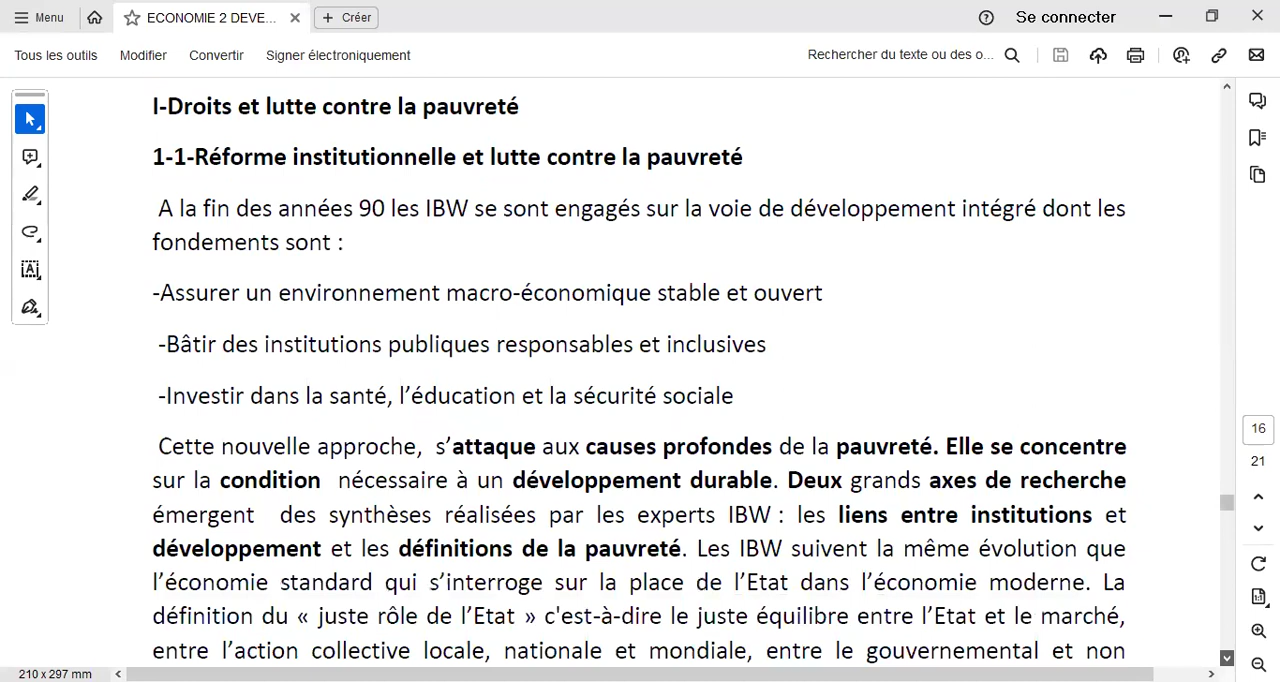 Menu
ECONOMIE 2 DEVE...
Créer
Se connecter
Tous les outils
Modifier
Convertir
Signer électroniquement
Rechercher du texte ou des o...
I-Droits et lutte contre la pauvreté
1-1-Réforme institutionnelle et lutte contre la pauvreté
A la fin des années 90 les IBW se sont engagés sur la voie de développement intégré dont les
fondements sont :
-Assurer un environnement macro-économique stable et ouvert
-Bâtir des institutions publiques responsables et inclusives
-Investir dans la santé, l’éducation et la sécurité sociale
Cette nouvelle approche, s’attaque aux causes profondes de la pauvreté. Elle se concentre
sur la condition nécessaire à un développement durable. Deux grands axes de recherche
émergent des synthèses réalisées par les experts IBW : les liens entre institutions et
développement et les définitions de la pauvreté. Les IBW suivent la même évolution que
l’économie standard qui s’interroge sur la place de l’Etat dans l’économie moderne. La
définition du « juste rôle de l’Etat » c'est-à-dire le juste équilibre entre l’Etat et le marché,
entre l’action collective locale, nationale et mondiale, entre le gouvernemental et non
16
21
210 x 297 mm